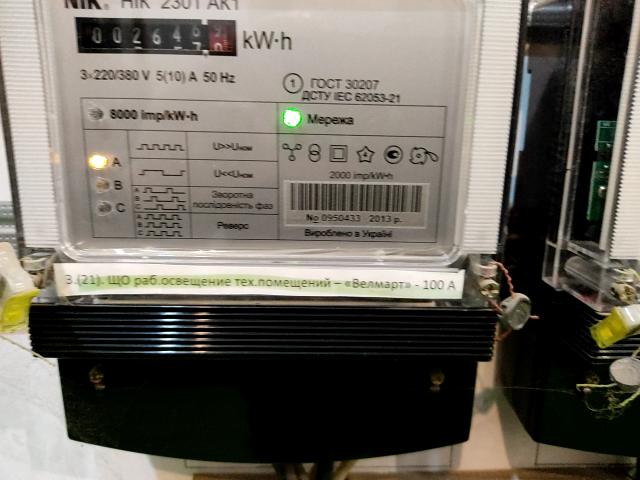 NIK® НІК 2301 АК1
002646 kW·h
3×220/380 V 5(10) A 50 Hz
1 ГОСТ 30207
ДСТУ IEC 62053-21
8000 imp/kW·h
Мережа
A
U>>Uном
B
U<<Uном
C
A
B
C
Зворотна
послідовність фаз
A
B
C
Реверс
2000 imp/kW·h
No 0950433 2013 р.
Вироблено в Україні
3.(21). ЩО раб.освещение тех.помещений – «Велмарт» - 100 А